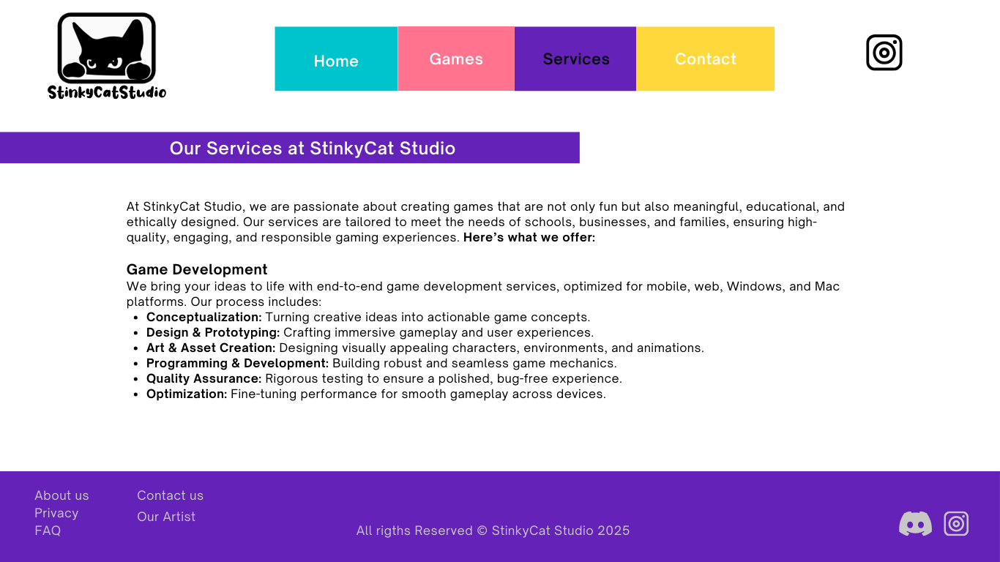 StinkyCatStudio
Home
Games
Services
Contact
Our Services at StinkyCat Studio
At StinkyCat Studio, we are passionate about creating games that are not only fun but also meaningful, educational, and
ethically designed. Our services are tailored to meet the needs of schools, businesses, and families, ensuring high-
quality, engaging, and responsible gaming experiences. Here’s what we offer:
Game Development
We bring your ideas to life with end-to-end game development services, optimized for mobile, web, Windows, and Mac
platforms. Our process includes:
• Conceptualization: Turning creative ideas into actionable game concepts.
• Design & Prototyping: Crafting immersive gameplay and user experiences.
• Art & Asset Creation: Designing visually appealing characters, environments, and animations.
• Programming & Development: Building robust and seamless game mechanics.
• Quality Assurance: Rigorous testing to ensure a polished, bug-free experience.
• Optimization: Fine-tuning performance for smooth gameplay across devices.
About us
Privacy
FAQ
Contact us
Our Artist
All rigths Reserved © StinkyCat Studio 2025